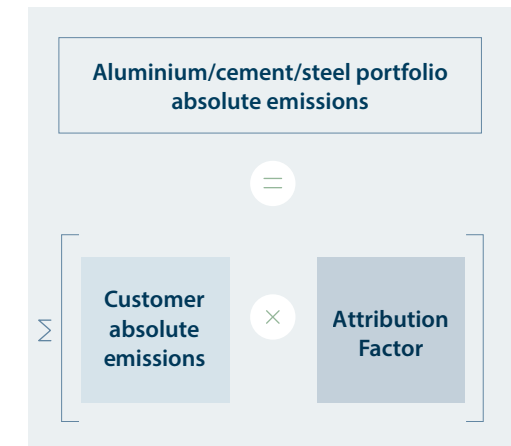 Aluminium/cement/steel portfolio
absolute emissions
=
∑
Customer
absolute
emissions
×
Attribution
Factor